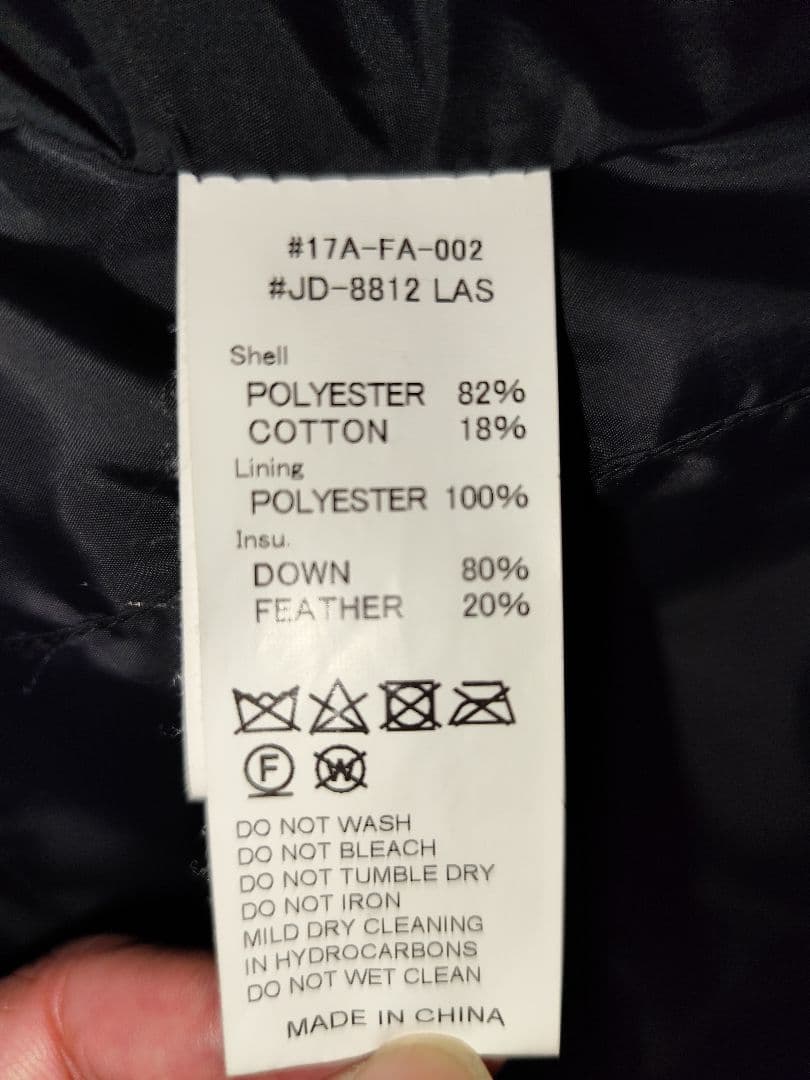 #17A-FA-002
#JD-8812 LAS
Shell
POLYESTER 82%
COTTON 18%
Lining
POLYESTER 100%
Insu.
DOWN 80%
FEATHER 20%
F W
DO NOT WASH
DO NOT BLEACH
DO NOT TUMBLE DRY
DO NOT IRON
MILD DRY CLEANING
IN HYDROCARBONS
DO NOT WET CLEAN
MADE IN CHINA